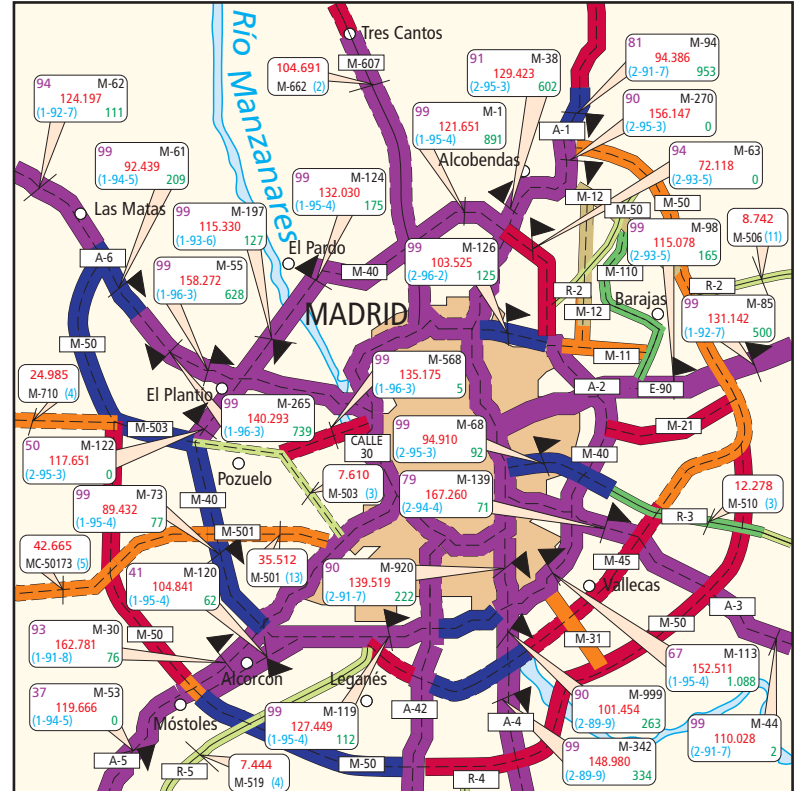 Río Manzanares
Tres Cantos
M-607
104.691
M-662 (2)
91 M-38
129.423
(2-95-3) 602
81 M-94
94.386
(2-91-7) 953
94 M-62
124.197
(1-92-7) 111
90 M-270
156.147
(2-95-3) 0
99 M-1
121.651
(1-95-4) 891
A-1
Alcobendas
99 M-61
92.439
(1-94-5) 209
94 M-63
72.118
(2-93-5) 0
99 M-124
132.030
(1-95-4) 175
M-12
M-50
M-50
Las Matas
99 M-197
115.330
(1-93-6) 127
8.742
M-506 (11)
99 M-98
115.078
(2-93-5) 165
El Pardo
99 M-126
103.525
(2-96-2) 125
A-6
99 M-55
158.272
(1-96-3) 628
M-40
M-110
R-2
R-2
Barajas
99 M-85
131.142
(1-92-7) 500
MADRID
M-12
M-50
M-11
24.985
M-710 (4)
99 M-568
135.175
(1-96-3) 5
El Plantio
A-2
E-90
99 M-265
140.293
(1-96-3) 739
M-503
99 M-68
94.910
(2-95-3) 92
M-21
50 M-122
117.651
(2-95-3) 0
CALLE
30
M-40
Pozuelo
7.610
M-503 (3)
79 M-139
167.260
(2-94-4) 71
12.278
M-510 (3)
99 M-73
89.432
(1-95-4) 77
M-40
R-3
M-501
42.665
MC-50173 (5)
35.512
M-501 (13)
M-45
41 M-120
104.841
(1-95-4) 62
90 M-920
139.519
(2-91-7) 222
Vallecas
A-3
93 M-30
162.781
(1-91-8) 76
M-50
M-50
M-31
67 M-113
152.511
(1-95-4) 1.088
Alcorcón
Leganés
37 M-53
119.666
(1-94-5) 0
90 M-999
101.454
(2-89-9) 263
Móstoles
99 M-119
127.449
(1-95-4) 112
A-42
A-4
99 M-44
110.028
(2-91-7) 2
99 M-342
148.980
(2-89-9) 334
A-5
R-5
7.444
M-519 (4)
M-50
R-4